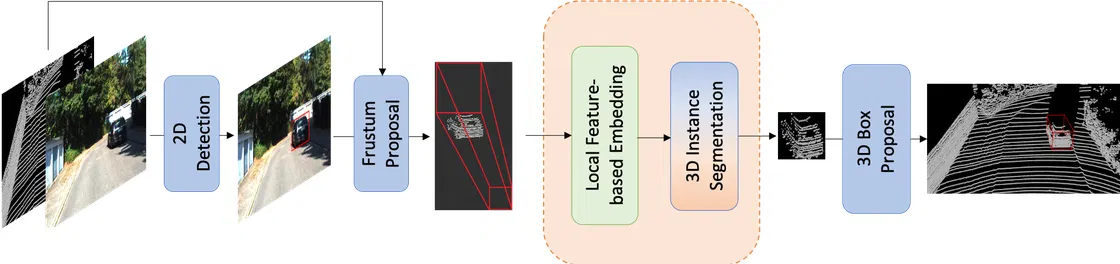 2D
Detection
Frustum
Proposal
Local Feature-
based Embedding
3D Instance
Segmentation
3D Box
Proposal